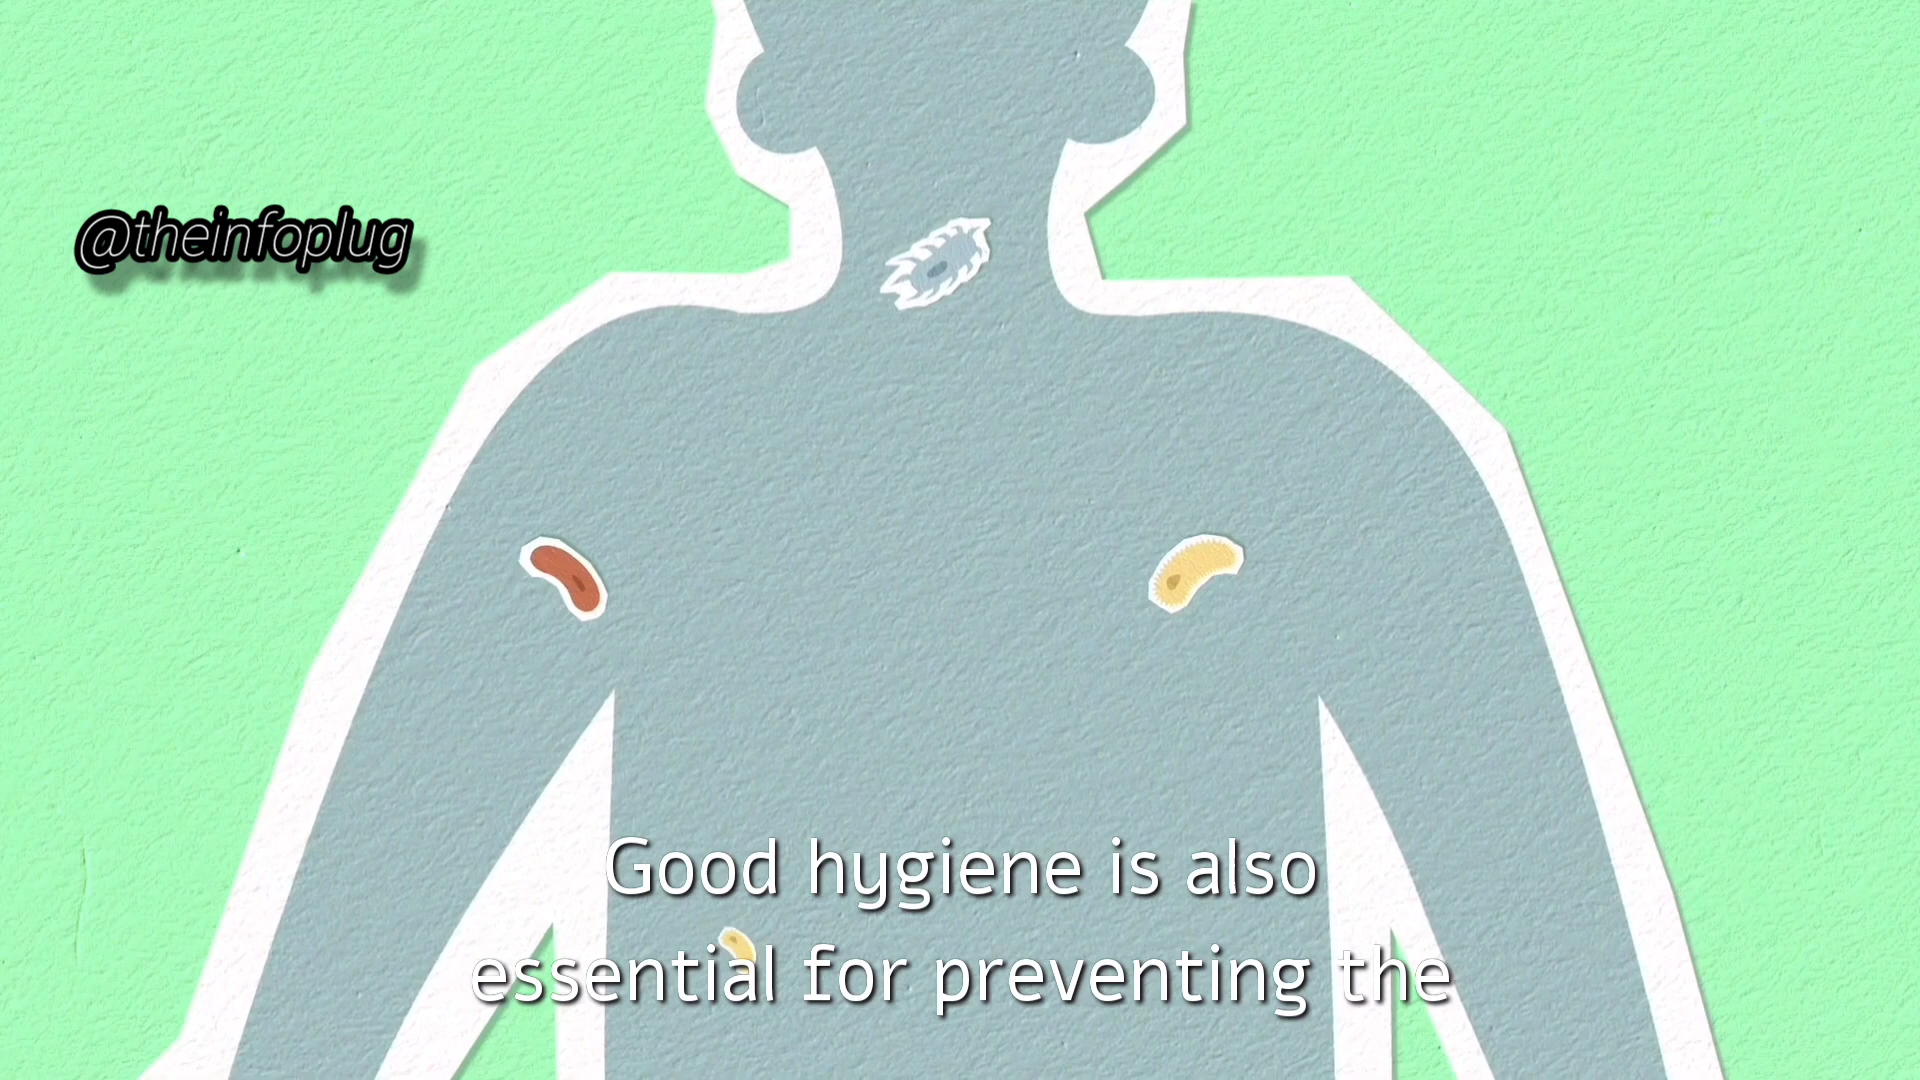 @theinfoplug
Good hygiene is also
essential for preventing the